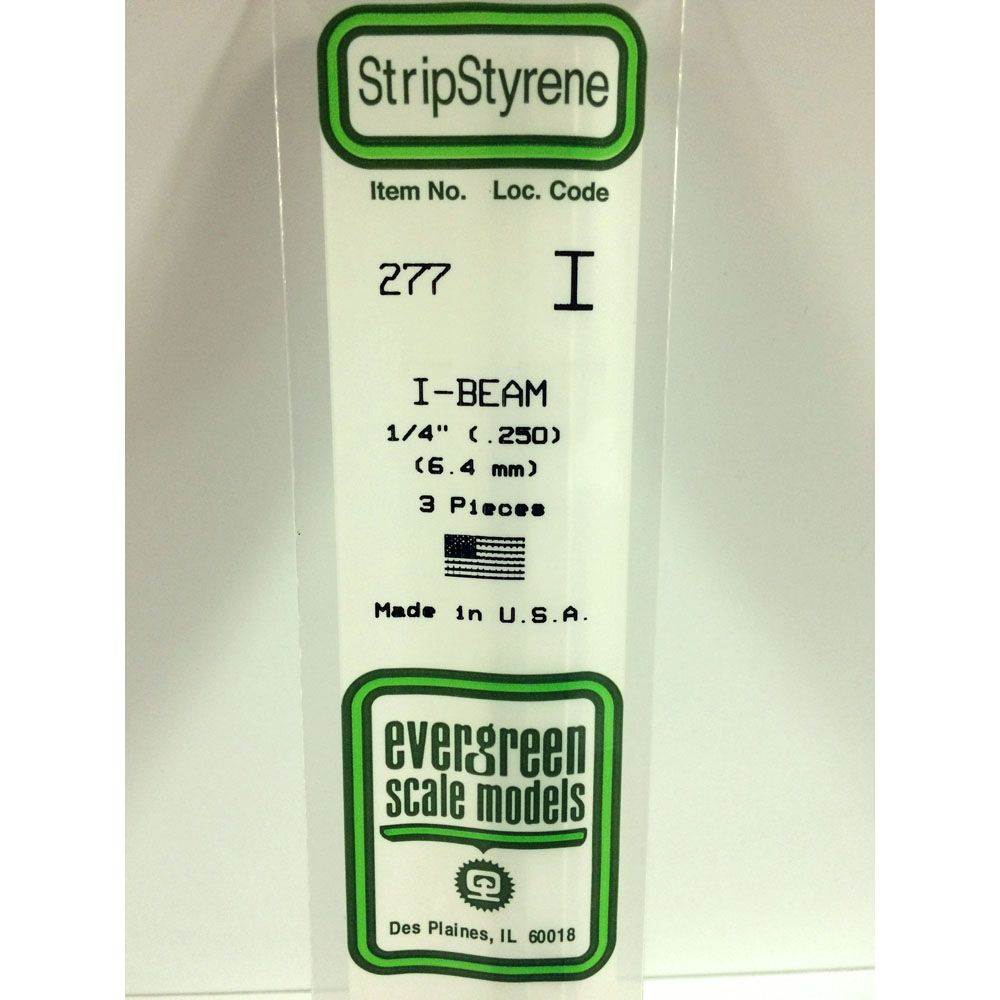 StripStyrene
Item No. Loc. Code
277 I
I-BEAM
1/4" (.250)
(6.4 mm)
3 Pieces
Made in U.S.A.
evergreen
scale models
Des Plaines, IL 60018